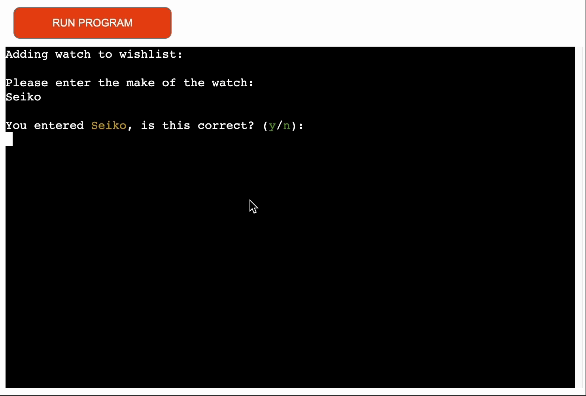 RUN PROGRAM
Adding watch to wishlist:
Please enter the make of the watch:
Seiko
You entered Seiko, is this correct? (y/n):